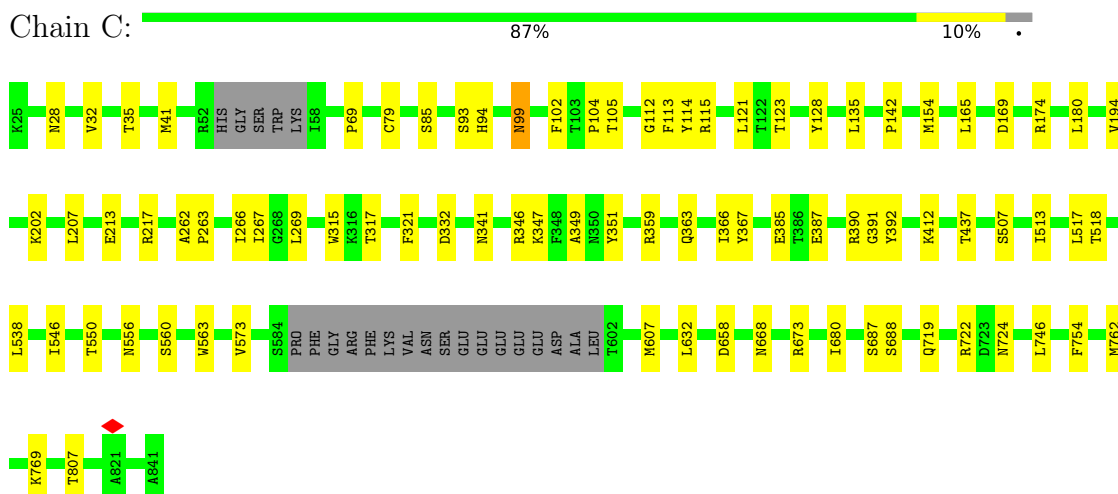 Chain C:
87% 10% •
K25 N28 V32 T35 M41 R52 HIS GLY SER TRP LYS I58 P69 C79 S85 S93 H94 N99 F102 T103 P104 T105 G112 F113 Y114 R115 L121 T122 T123 Y128 L135 P142 M154 L165 D169 R174 L180 V194
K202 L207 E213 R217 A262 P263 I266 I267 G268 L269 W315 K316 T317 F321 D332 N341 R346 K347 F348 A349 N350 Y351 R359 Q363 I366 Y367 E385 T386 E387 R390 G391 Y392 K412 T437 S507 I513 L517 T518
L538 I546 T550 N556 S560 W563 V573 S584 PRO PHE GLY ARG PHE LYS VAL ASN SER GLU GLU GLU GLU GLU ASP ALA LEU T602 M607 L632 D658 N668 R673 I680 S687 S688 Q719 R722 D723 N724 L746 F754 M762
K769 T807 A821 A841